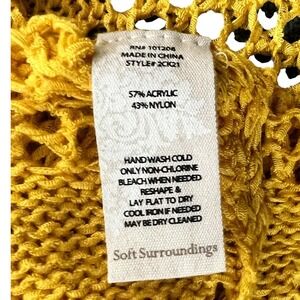 RN# 101206
MADE IN CHINA
STYLE# 2CK21
57% ACRYLIC
43% NYLON
HAND WASH COLD
ONLY NON-CHLORINE
BLEACH WHEN NEEDED
RESHAPE &
LAY FLAT TO DRY
COOL IRON IF NEEDED
MAY BE DRY CLEANED
Soft Surroundings